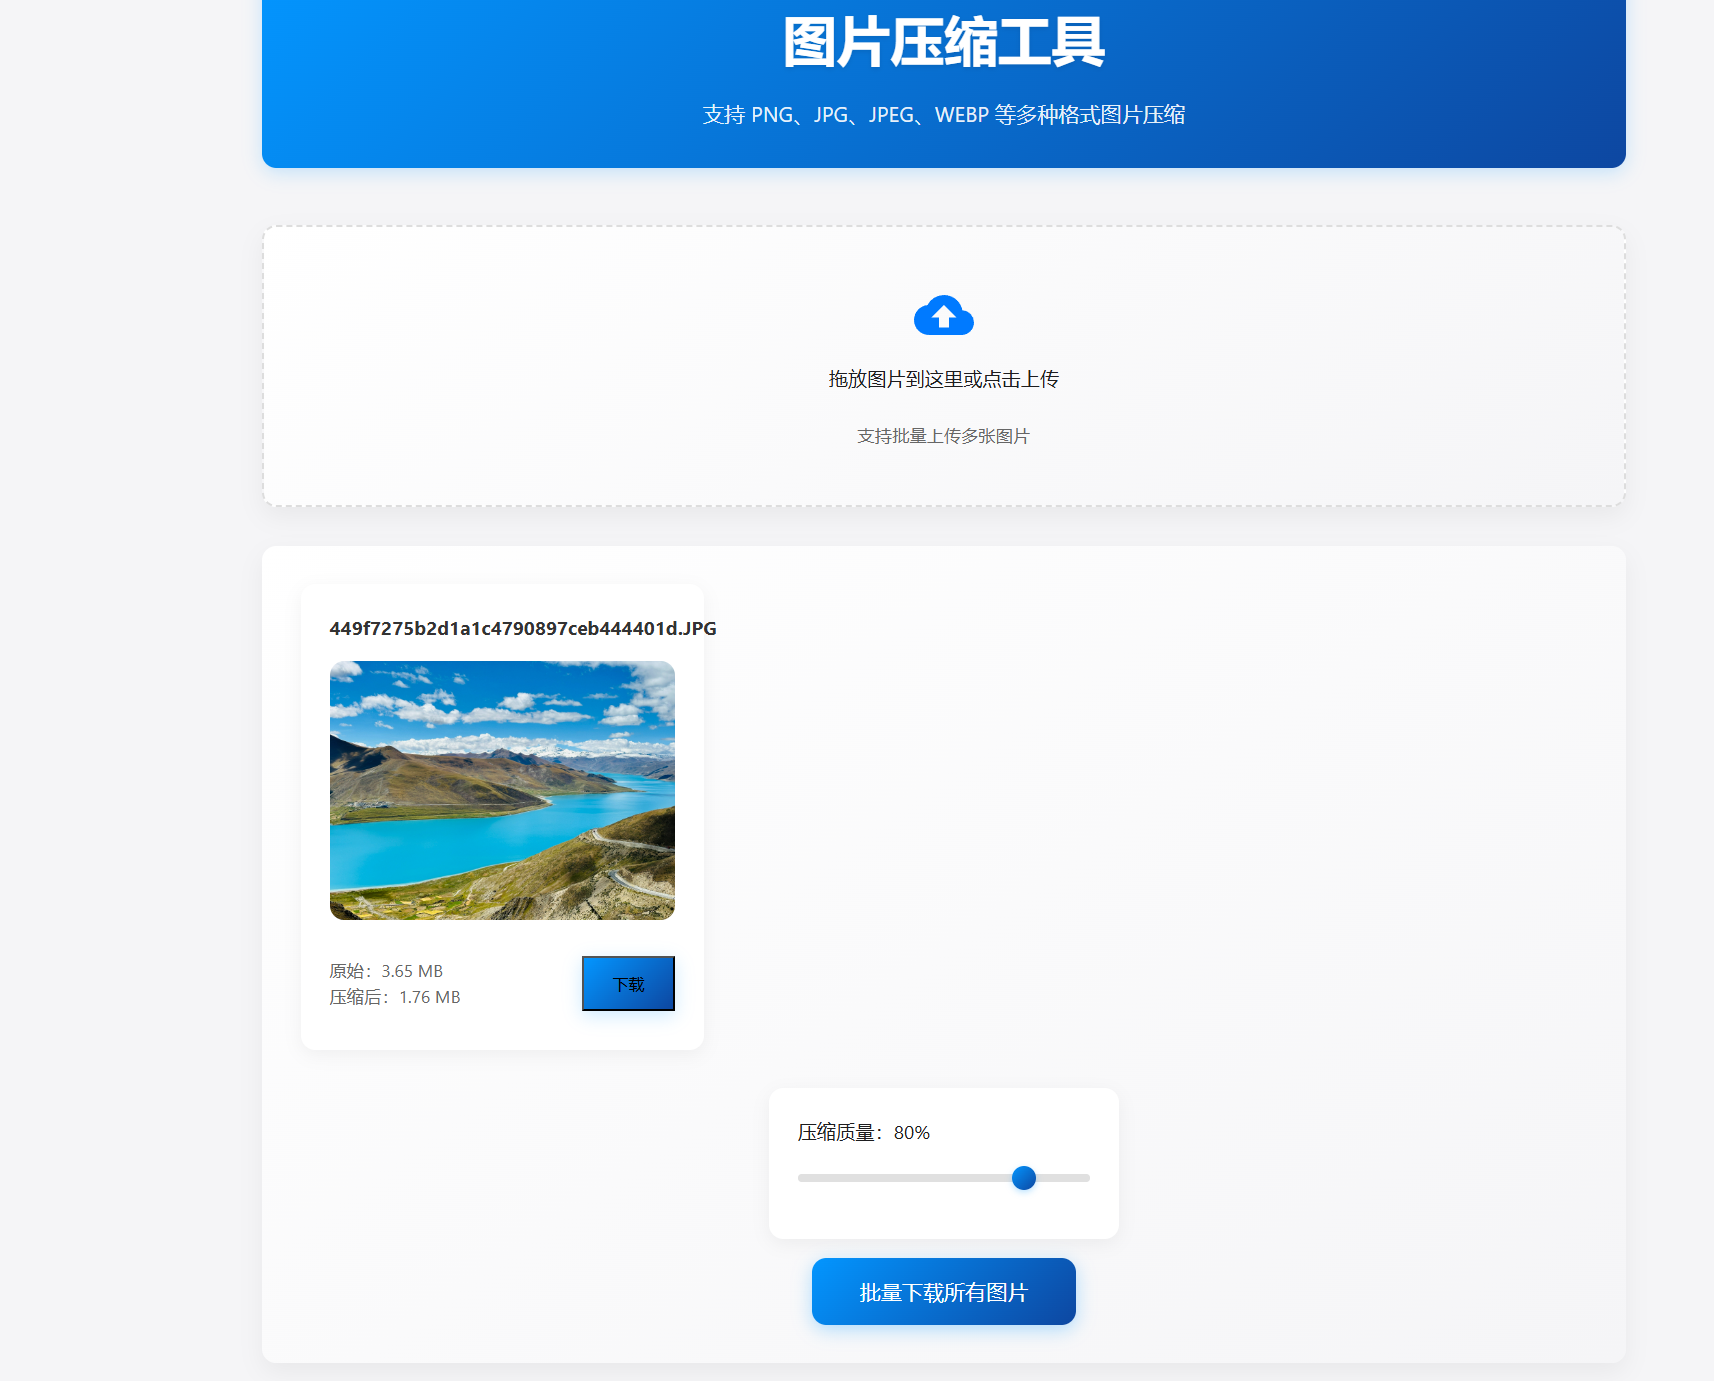 图片压缩工具
支持 PNG、JPG、JPEG、WEBP 等多种格式图片压缩
拖放图片到这里或点击上传
支持批量上传多张图片
449f7275b2d1a1c4790897ceb444401d.JPG
原始：3.65 MB
压缩后：1.76 MB
下载
压缩质量：80%
批量下载所有图片